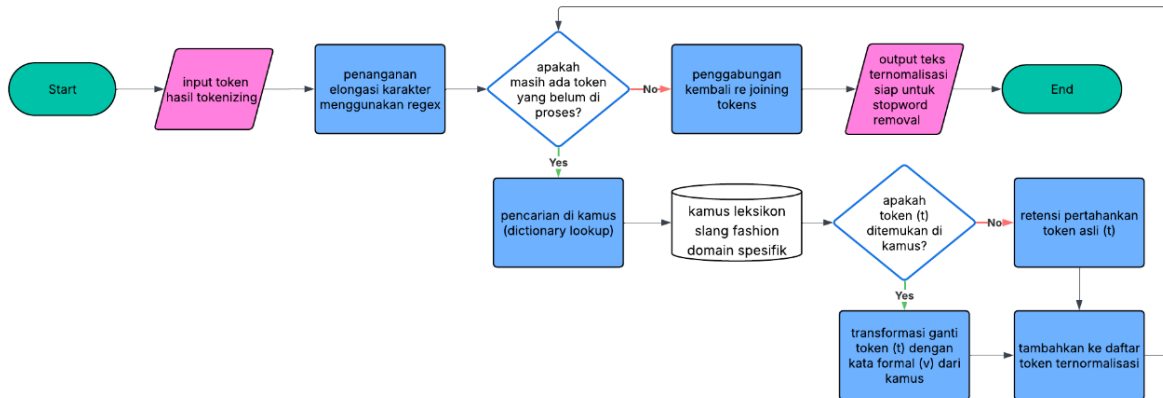 Start
input token
hasil tokenizing
penanganan
elongasi karakter
menggunakan regex
apakah
masih ada token
yang belum di
proses?
No
penggabungan
kembali re joining
tokens
output teks
ternomalisasi
siap untuk
stopword
removal
End
Yes
pencarian di kamus
(dictionary lookup)
kamus leksikon
slang fashion
domain spesifik
apakah
token (t)
ditemukan di
kamus?
No
retensi pertahankan
token asli (t)
Yes
transformasi ganti
token (t) dengan
kata formal (v) dari
kamus
tambahkan ke daftar
token ternormalisasi